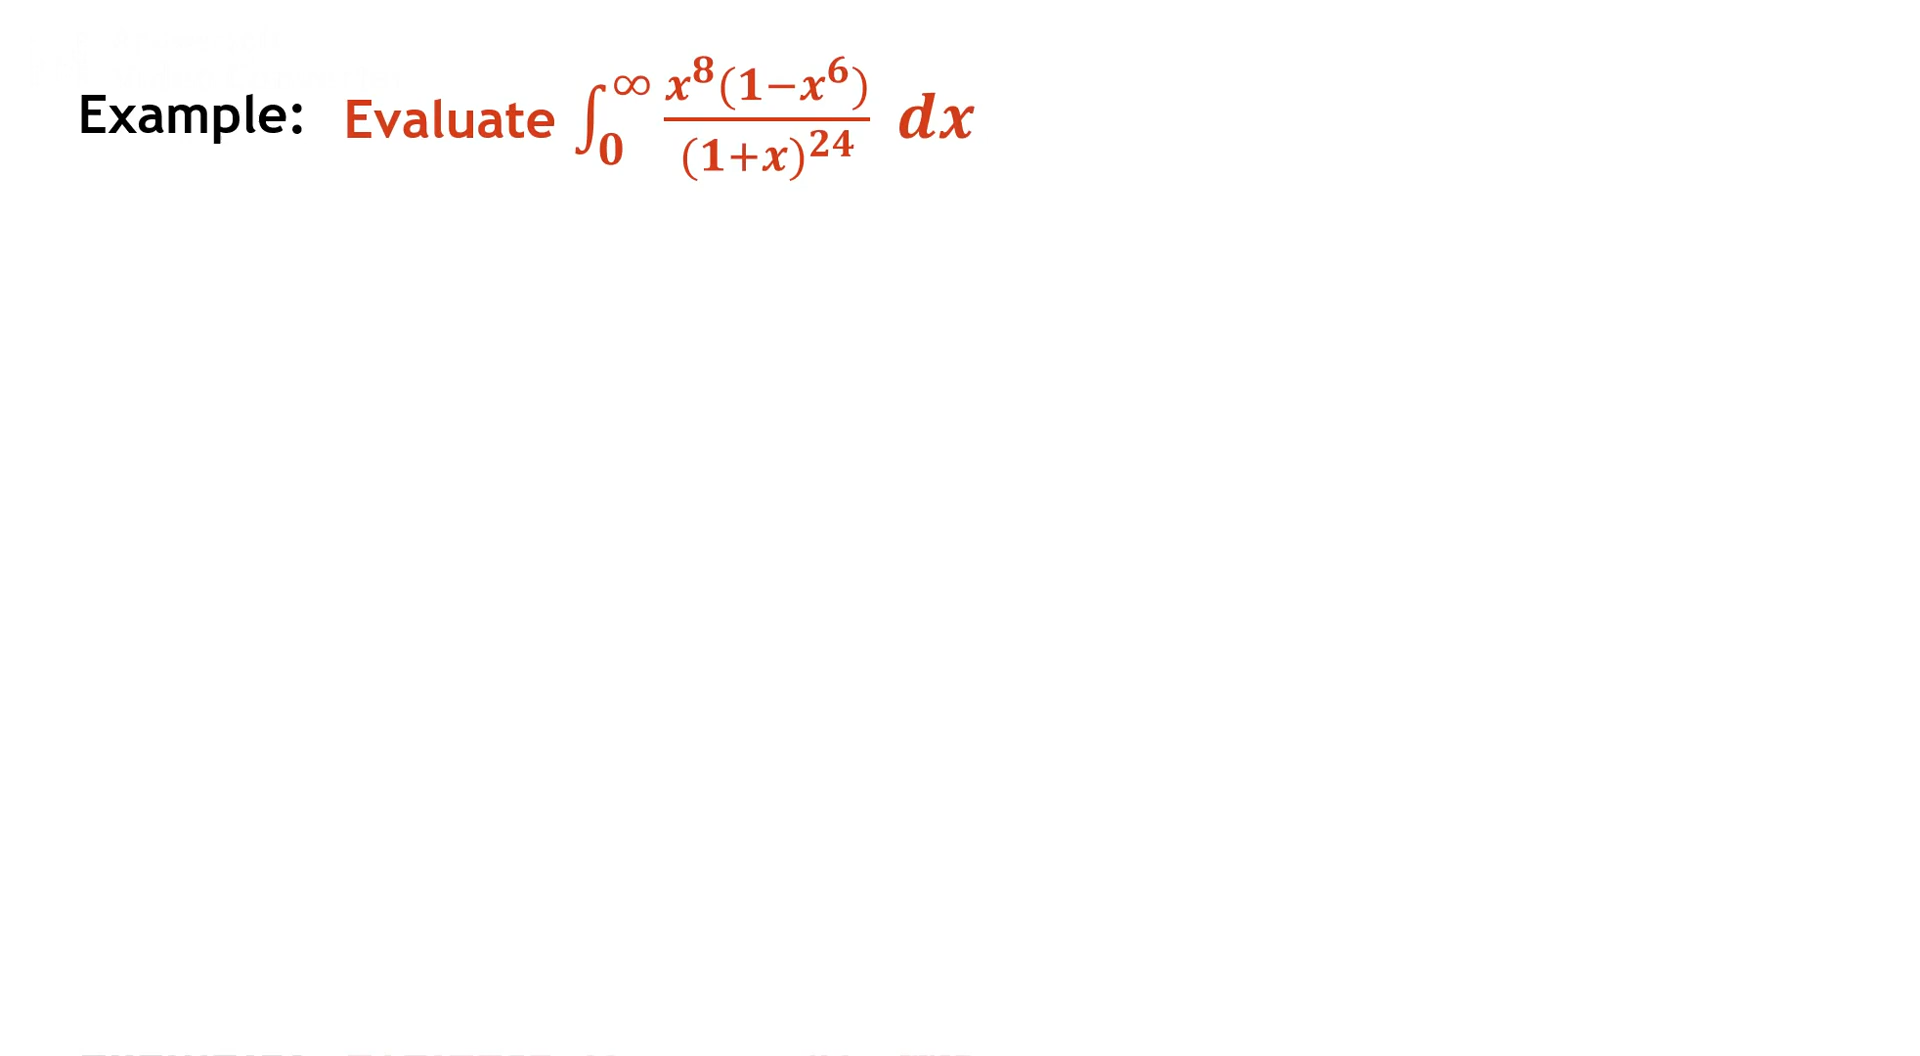 Example: Evaluate ∫₀^∞ x⁸(1−x⁶)/(1+x)²⁴ dx